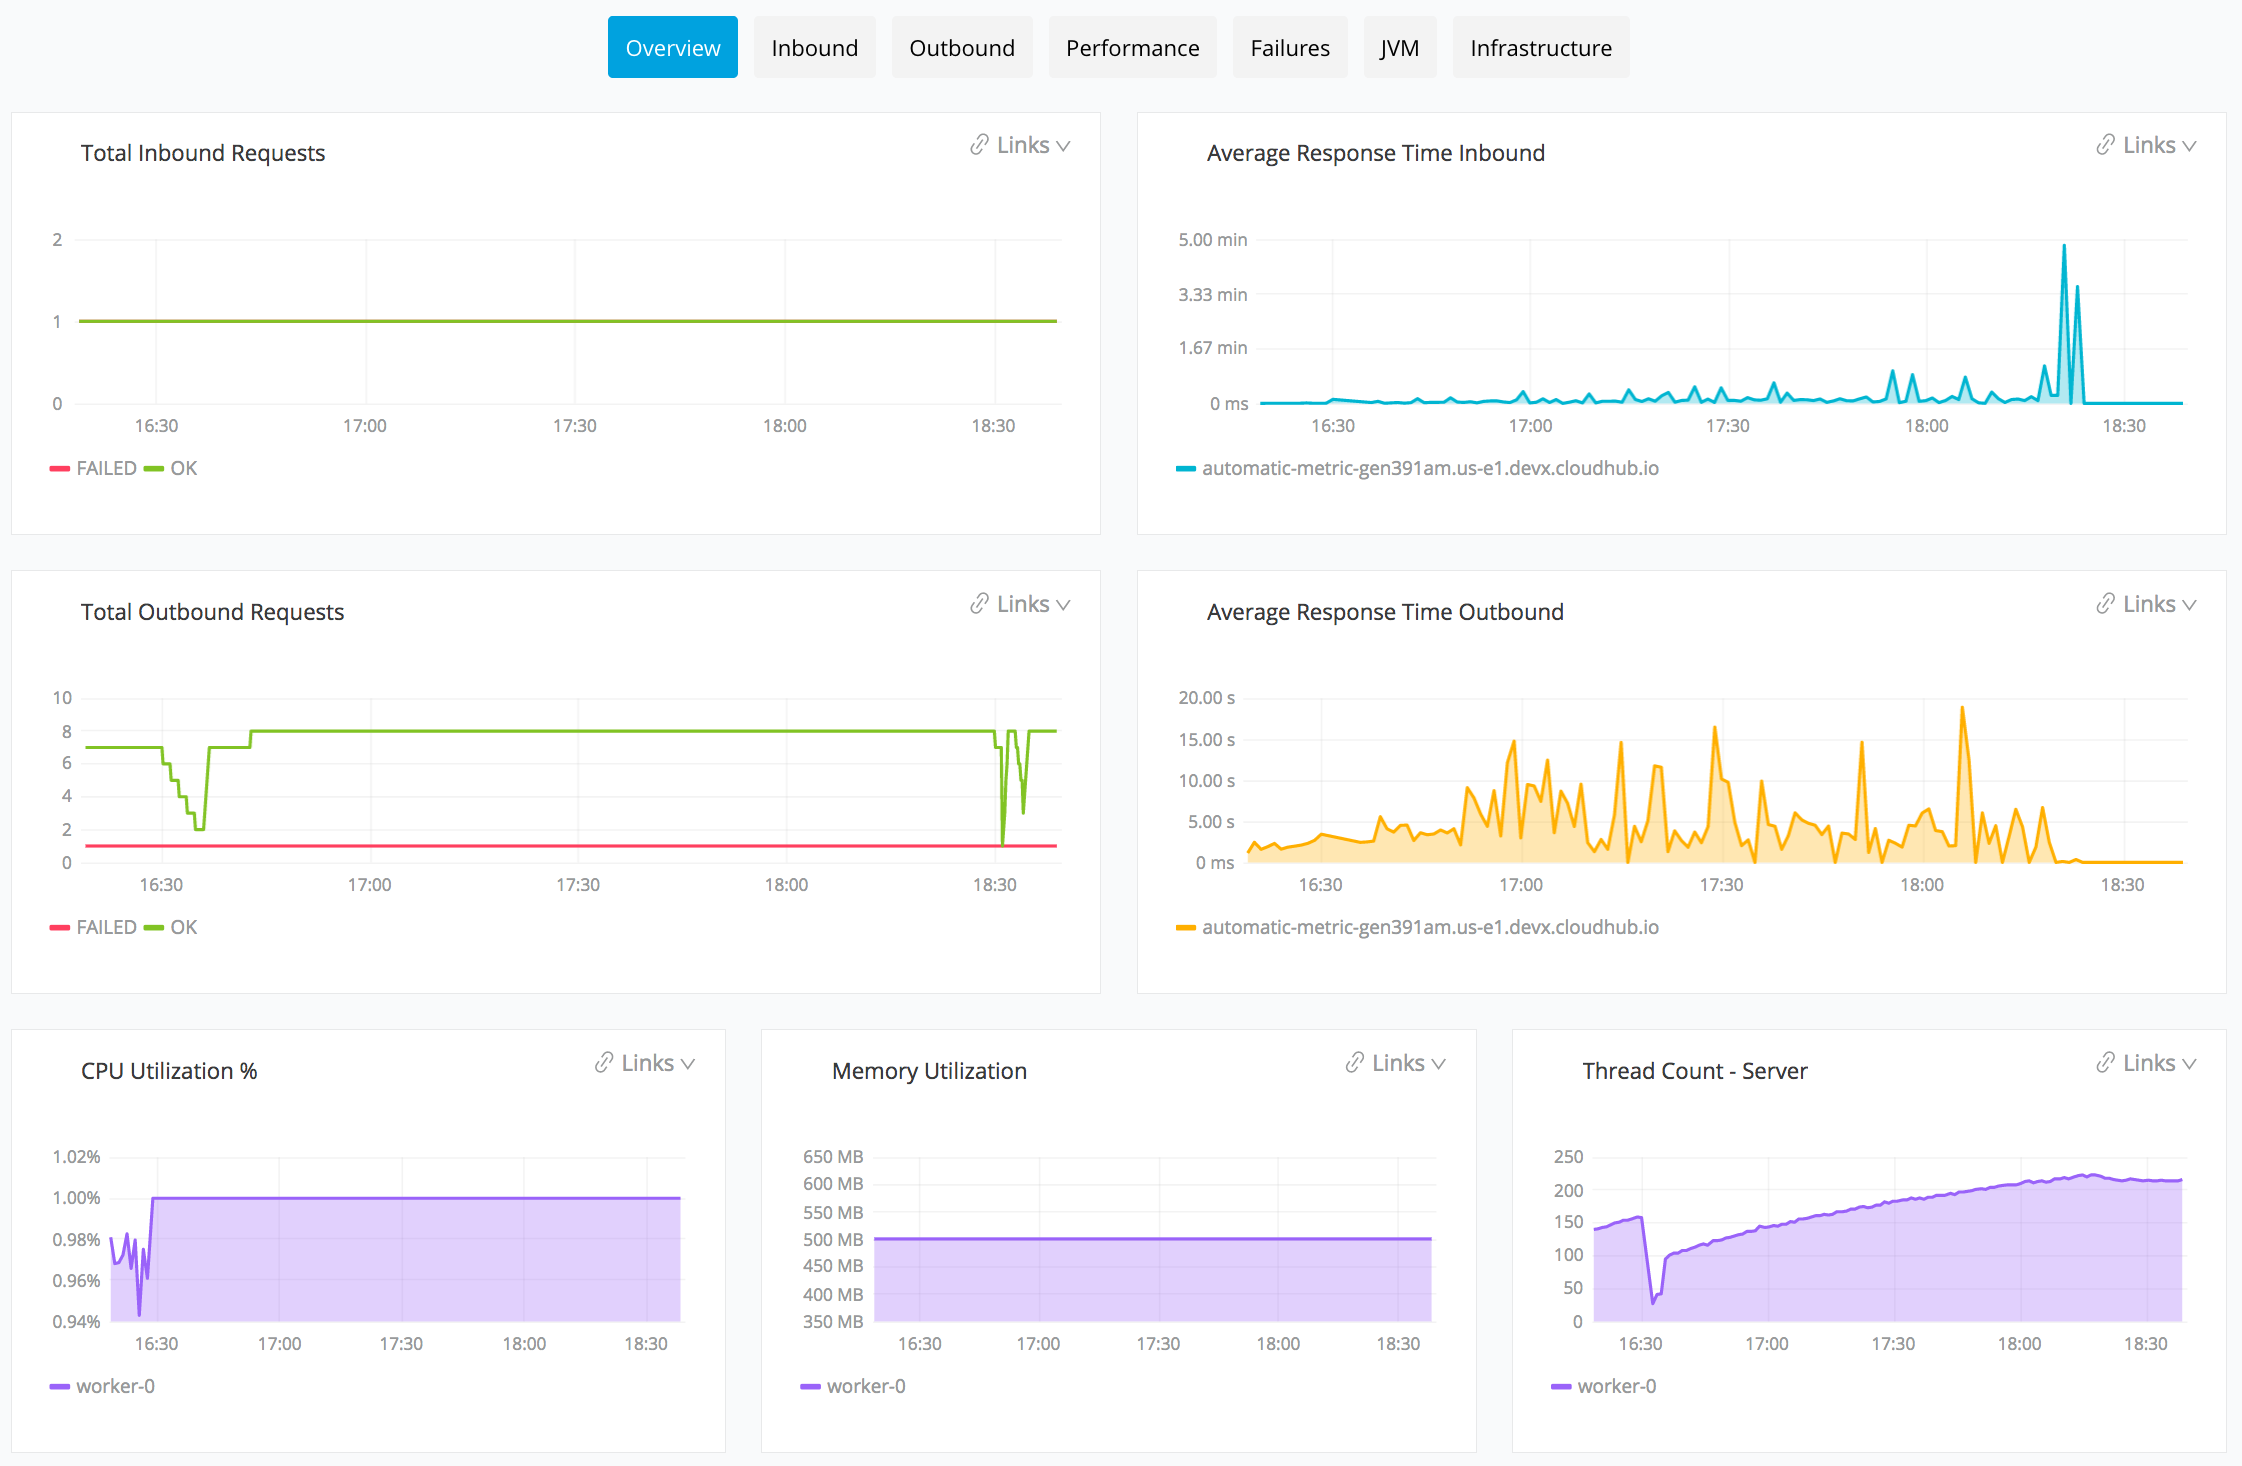 Overview Inbound Outbound Performance Failures JVM Infrastructure
Total Inbound Requests
Links
2
1
0
16:30 17:00 17:30 18:00 18:30
FAILED OK
Average Response Time Inbound
Links
5.00 min
3.33 min
1.67 min
0 ms
16:30 17:00 17:30 18:00 18:30
automatic-metric-gen391am.us-e1.devx.cloudhub.io
Total Outbound Requests
Links
10
8
6
4
2
0
16:30 17:00 17:30 18:00 18:30
FAILED OK
Average Response Time Outbound
Links
20.00 s
15.00 s
10.00 s
5.00 s
0 ms
16:30 17:00 17:30 18:00 18:30
automatic-metric-gen391am.us-e1.devx.cloudhub.io
CPU Utilization %
Links
1.02%
1.00%
0.98%
0.96%
0.94%
16:30 17:00 17:30 18:00 18:30
worker-0
Memory Utilization
Links
650 MB
600 MB
550 MB
500 MB
450 MB
400 MB
350 MB
16:30 17:00 17:30 18:00 18:30
worker-0
Thread Count - Server
Links
250
200
150
100
50
0
16:30 17:00 17:30 18:00 18:30
worker-0